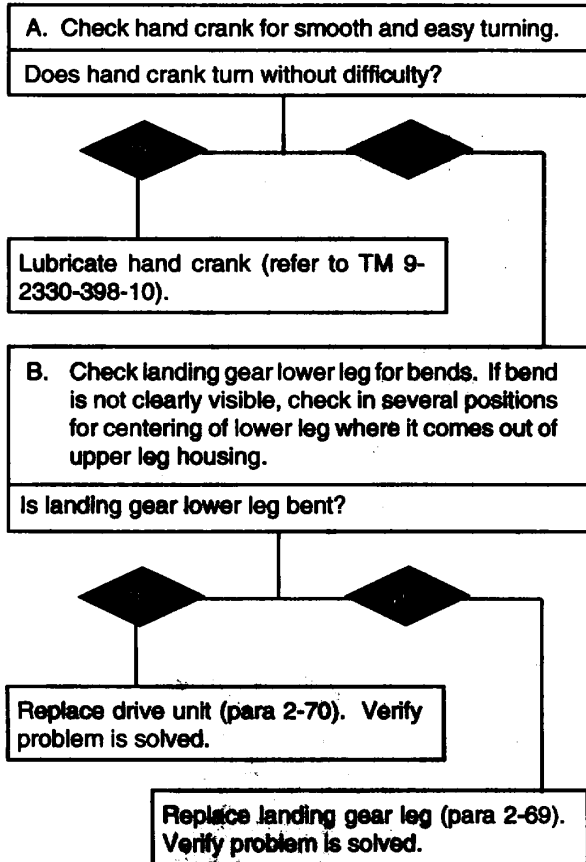 A. Check hand crank for smooth and easy turning.
Does hand crank turn without difficulty?
Lubricate hand crank (refer to TM 9-
2330-398-10).
B. Check landing gear lower leg for bends. If bend
is not clearly visible, check in several positions
for centering of lower leg where it comes out of
upper leg housing.
Is landing gear lower leg bent?
Replace drive unit (para 2-70). Verify
problem is solved.
Replace landing gear leg (para 2-69).
Verify problem is solved.